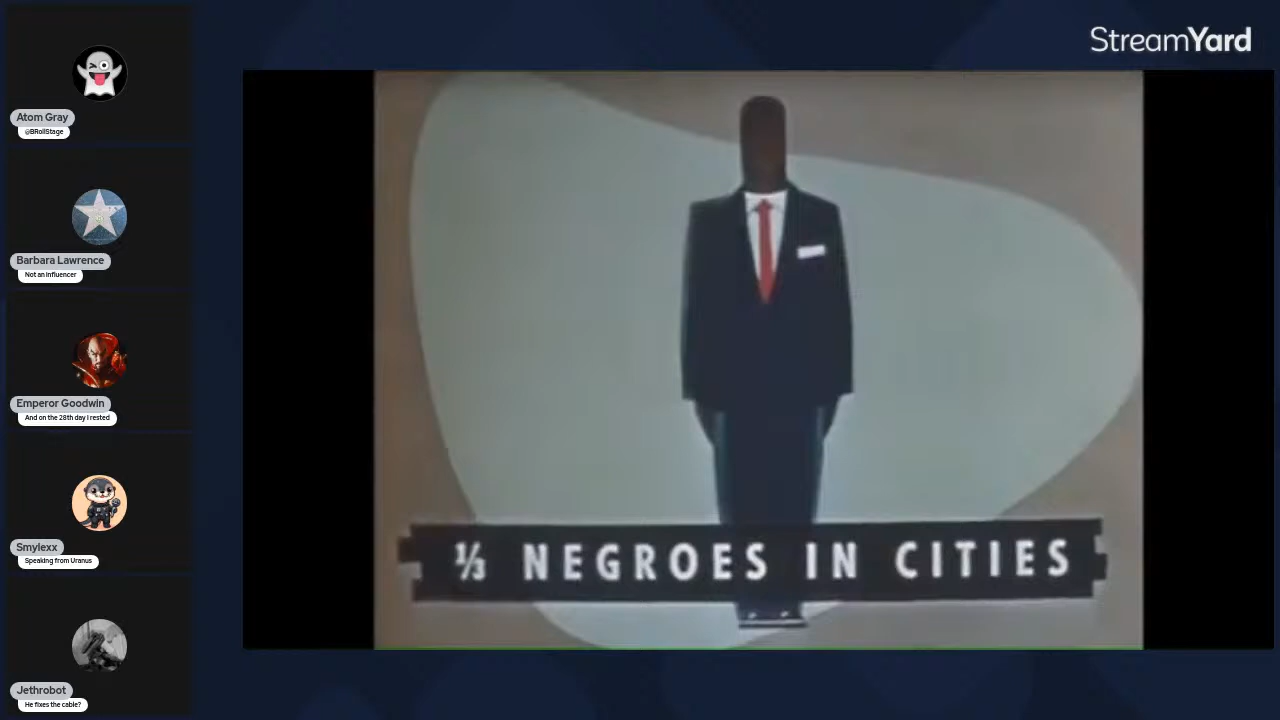 StreamYard
Atom Gray
@BRollStage
Barbara Lawrence
Not an influencer
Emperor Goodwin
And on the 28th day I rested
Smylexx
Speaking from Uranus
Jethrobot
He fixes the cable?
⅓ NEGROES IN CITIES